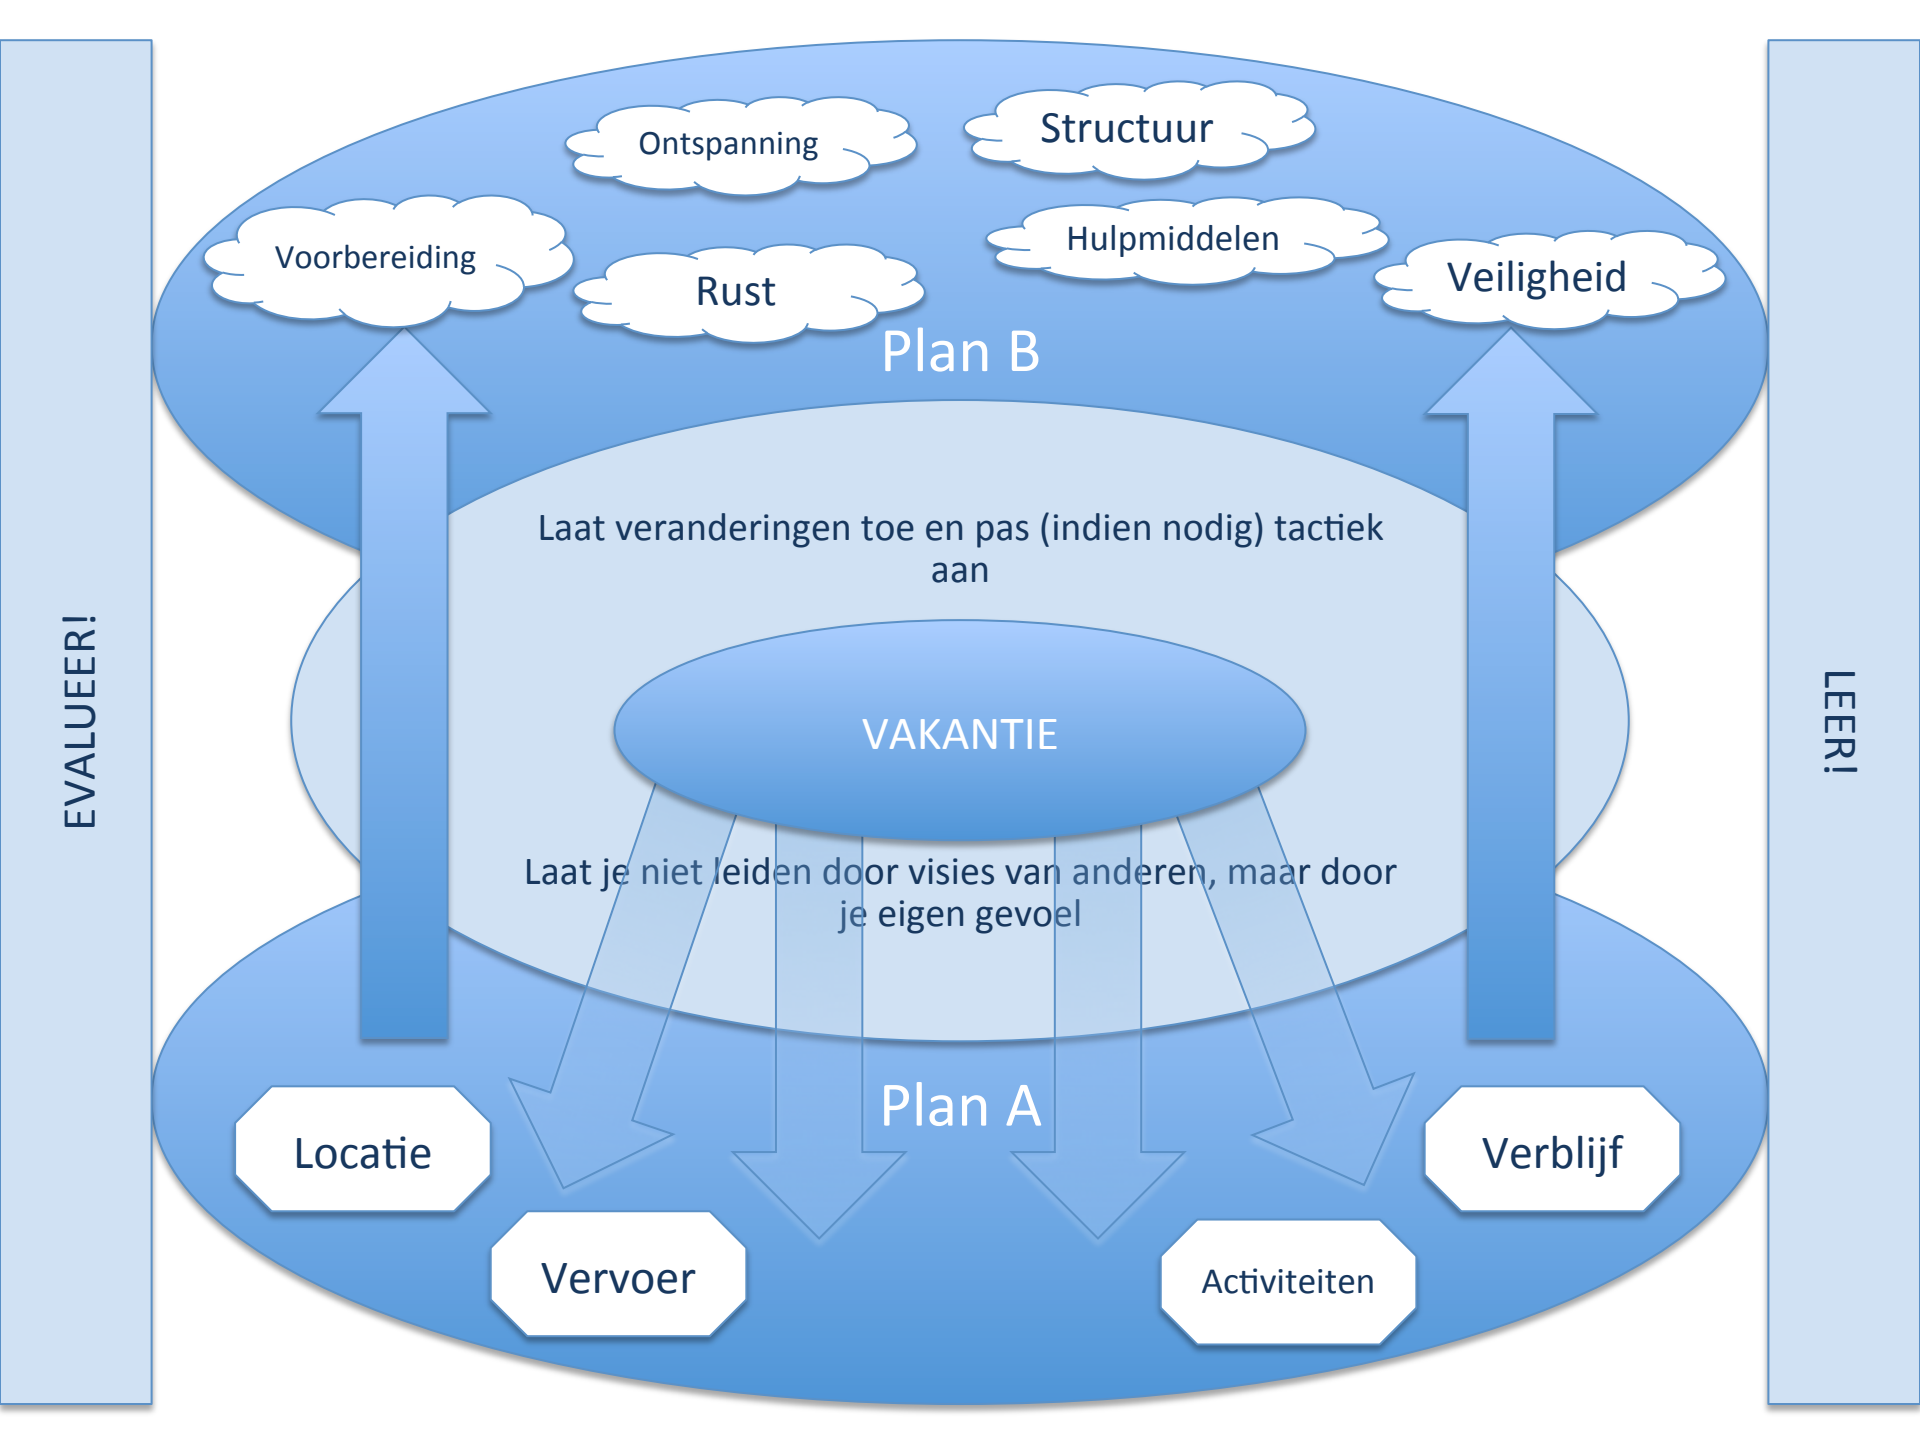 Ontspanning
Structuur
Voorbereiding
Rust
Hulpmiddelen
Veiligheid
Plan B
Laat veranderingen toe en pas (indien nodig) tactiek
aan
EVALUEER!
VAKANTIE
LEER!
Laat je niet leiden door visies van anderen, maar door
je eigen gevoel
Plan A
Locatie
Verblijf
Vervoer
Activiteiten